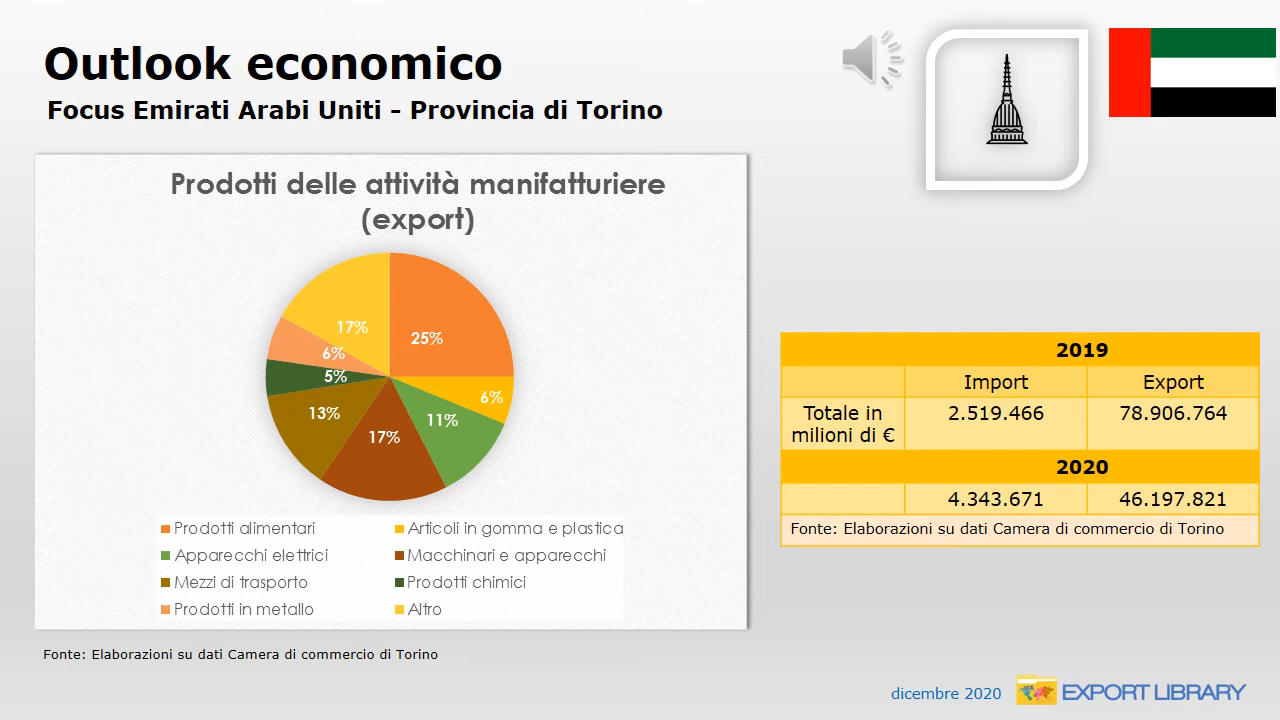 Outlook economico
Focus Emirati Arabi Uniti - Provincia di Torino
Prodotti delle attività manifatturiere
(export)
17%
25%
6%
5%
6%
13%
11%
17%
Prodotti alimentari
Articoli in gomma e plastica
Apparecchi elettrici
Macchinari e apparecchi
Mezzi di trasporto
Prodotti chimici
Prodotti in metallo
Altro
Fonte: Elaborazioni su dati Camera di commercio di Torino
2019
Import Export
Totale in
milioni di €
2.519.466 78.906.764
2020
4.343.671 46.197.821
Fonte: Elaborazioni su dati Camera di commercio di Torino
dicembre 2020
EXPORT LIBRARY